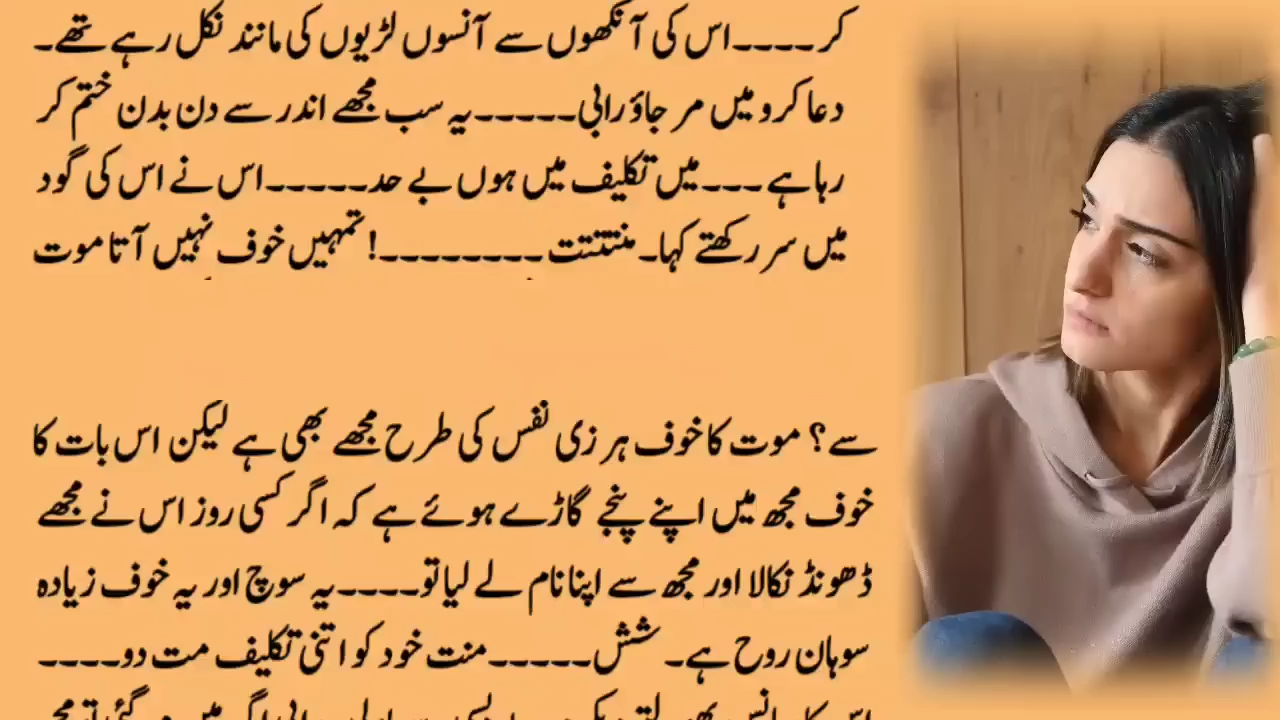 کر ۔۔۔۔اس کی آنکھوں سے آنسوں لڑیوں کی مانند نکل رہے تھے۔
دعا کرو میں مر جاؤ رابی۔۔۔۔۔یہ سب مجھے اندر سے دن بدن ختم کر
رہا ہے ۔۔۔میں تکلیف میں ہوں بے حد۔۔۔۔۔اس نے اس کی گود
میں سر رکھتے کہا۔ منتتتت ۔۔۔۔۔۔۔۔! تمہیں خوف نہیں آتا موت
سے؟ موت کا خوف ہر زی نفس کی طرح مجھے بھی ہے لیکن اس بات کا
خوف مجھ میں اپنے پنجے گاڑے ہوئے ہے کہ اگر کسی روز اس نے مجھے
ڈھونڈ نکالا اور مجھ سے اپنا نام لے لیا تو۔۔۔۔یہ سوچ اور یہ خوف زیادہ
سوہان روح ہے۔ شش۔۔۔۔۔منت خود کو اتنی تکلیف مت دو۔۔۔۔